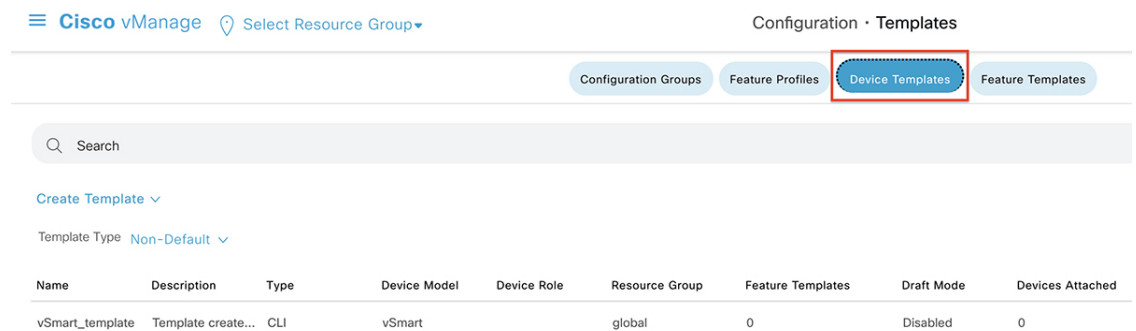 Cisco vManage Select Resource Group Configuration · Templates
Configuration Groups Feature Profiles Device Templates Feature Templates
Search
Create Template
Template Type Non-Default
Name Description Type Device Model Device Role Resource Group Feature Templates Draft Mode Devices Attached
vSmart_template Template create... CLI vSmart global 0 Disabled 0